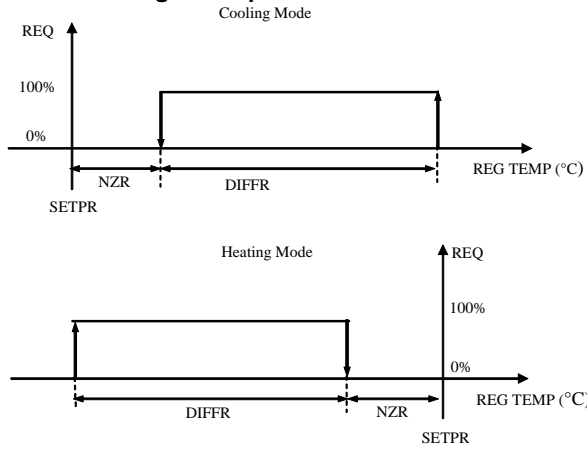 Cooling Mode
REQ
100%
0%
REG TEMP (°C)
NZR
DIFFR
SETPR
Heating Mode
REQ
100%
0%
REG TEMP (°C)
DIFFR
NZR
SETPR